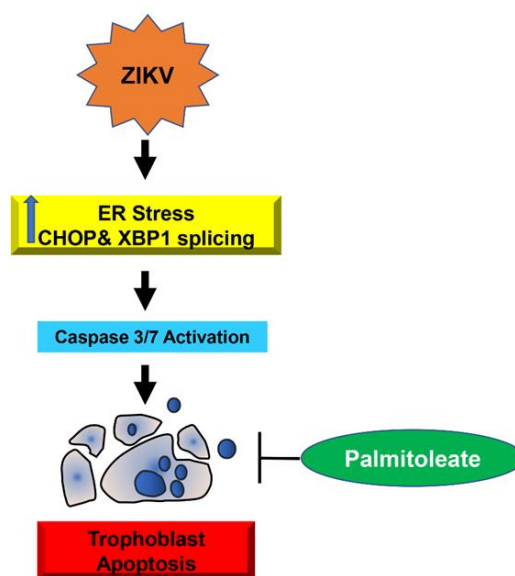 ZIKV
ER Stress
CHOP& XBP1 splicing
Caspase 3/7 Activation
Palmitoleate
Trophoblast
Apoptosis